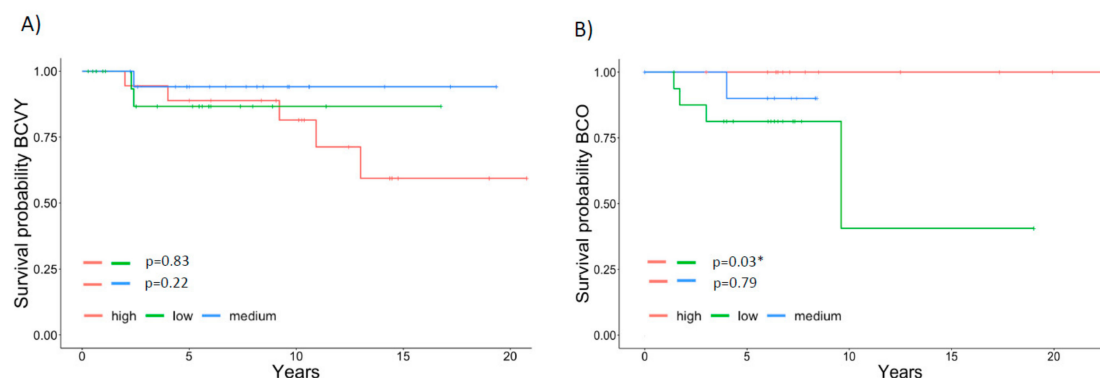 A)
Survival probability BCVY
1.00
0.75
0.50
0.25
0.00
p=0.83
p=0.22
high low medium
0 5 10 15 20
Years
B)
Survival probability BCO
1.00
0.75
0.50
0.25
0.00
p=0.03*
p=0.79
high low medium
0 5 10 15 20
Years